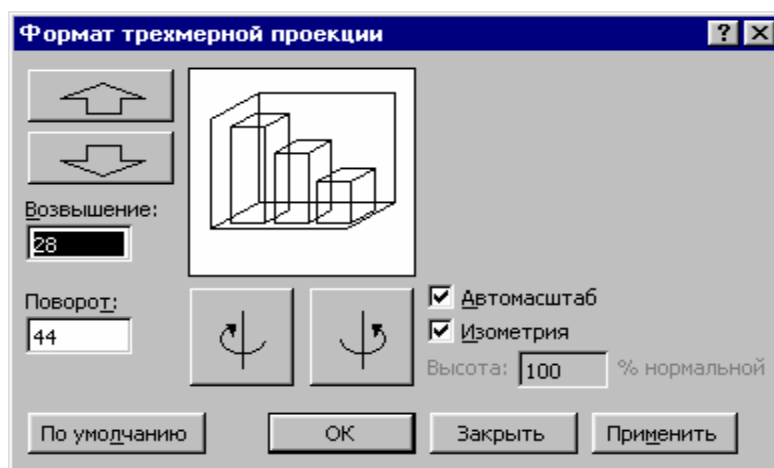 Формат трехмерной проекции
Возвышение:
28
Поворот:
44
Автомасштаб
Изометрия
Высота: 100 % нормальной
По умолчанию ОК Закрыть Применить